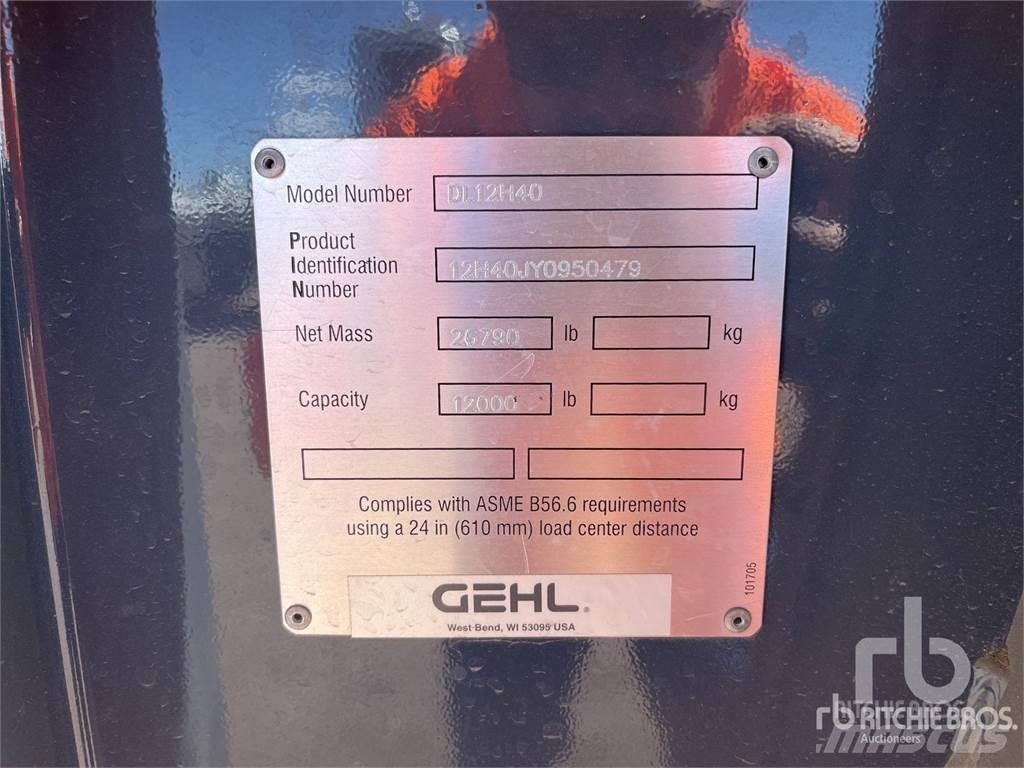 Model Number DL12H40
Product
Identification 12H40JY0950479
Number
Net Mass 26790 lb kg
Capacity 12000 lb kg
Complies with ASME B56.6 requirements
using a 24 in (610 mm) load center distance
101705
GEHL®
West Bend, WI 53095 USA
rb
rb RITCHIE BROS.
Auctioneers
Mascus